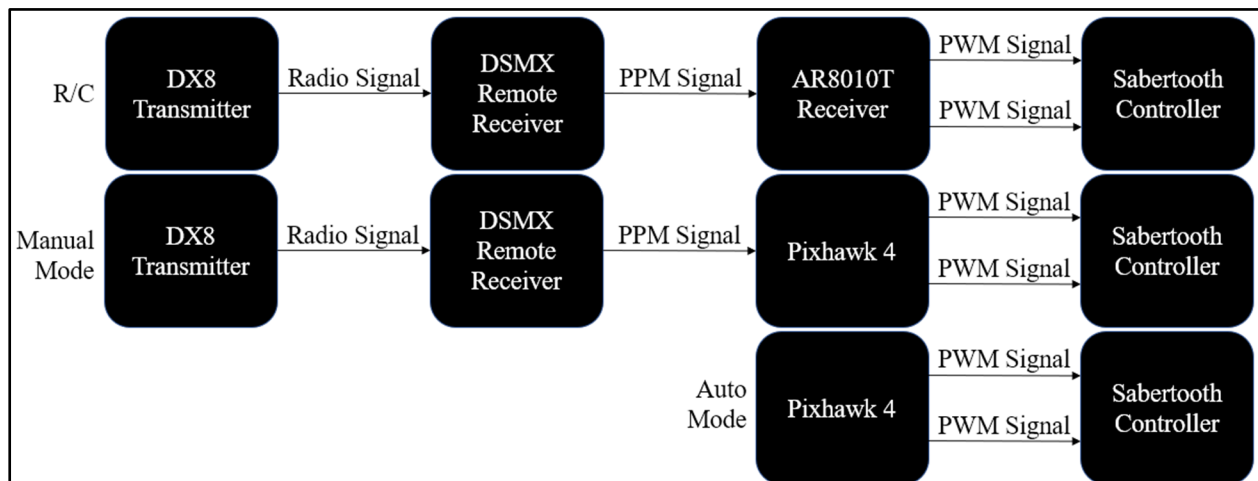 R/C
DX8
Transmitter
Radio Signal
DSMX
Remote
Receiver
PPM Signal
AR8010T
Receiver
PWM Signal
PWM Signal
Sabertooth
Controller
Manual
Mode
DX8
Transmitter
Radio Signal
DSMX
Remote
Receiver
PPM Signal
Pixhawk 4
PWM Signal
PWM Signal
Sabertooth
Controller
Auto
Mode
Pixhawk 4
PWM Signal
PWM Signal
Sabertooth
Controller